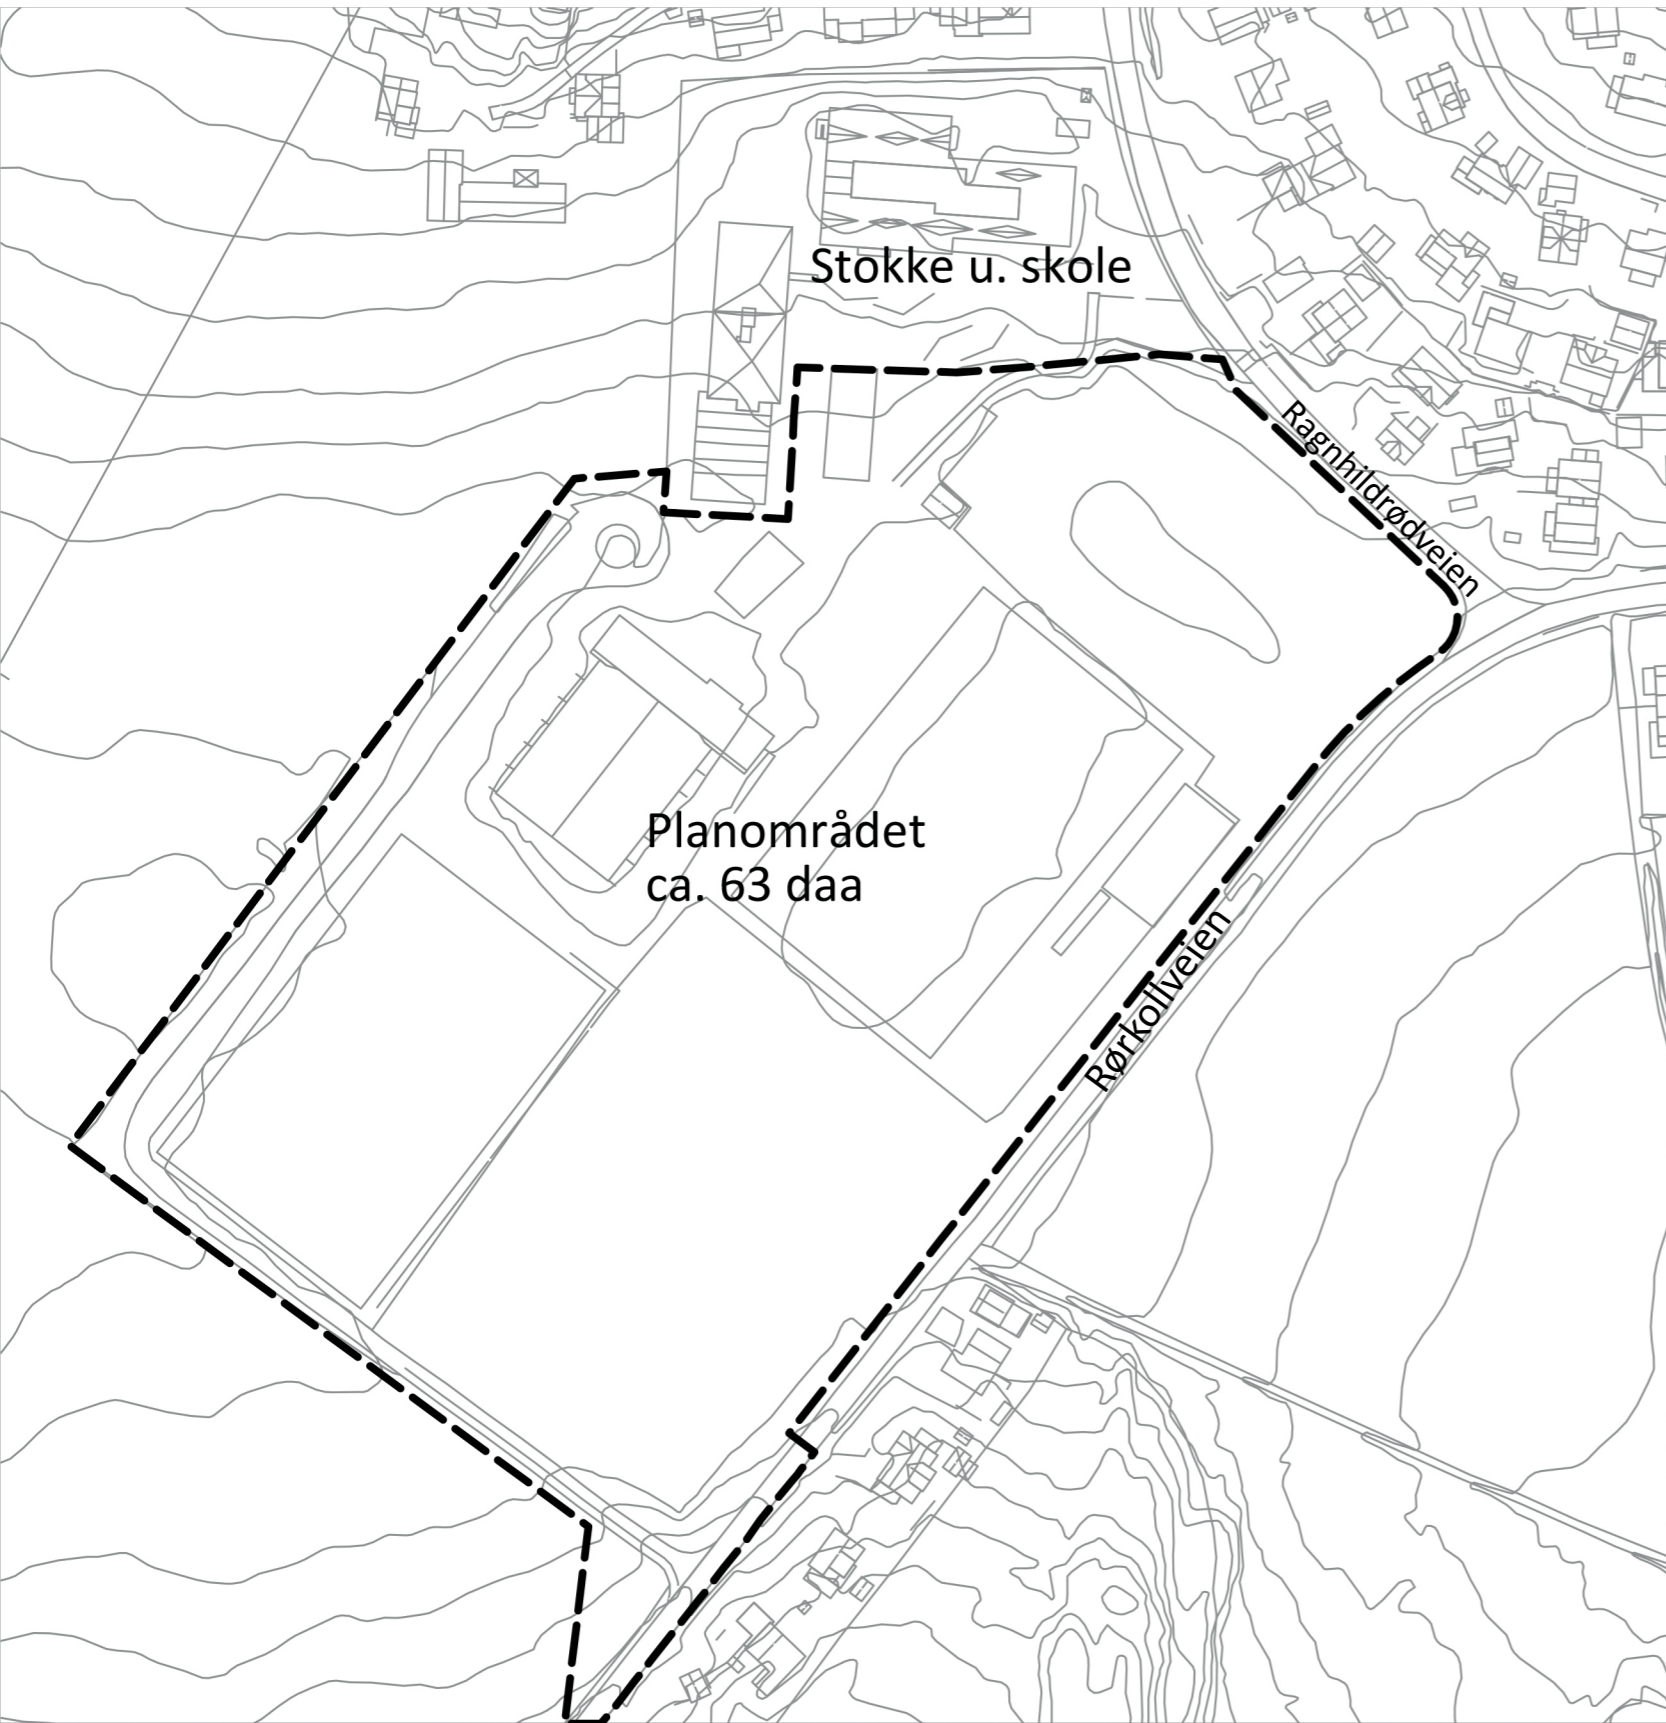 Stokke u. skole
Ragnhildrødveien
Planområdet
ca. 63 daa
Rørkollveien